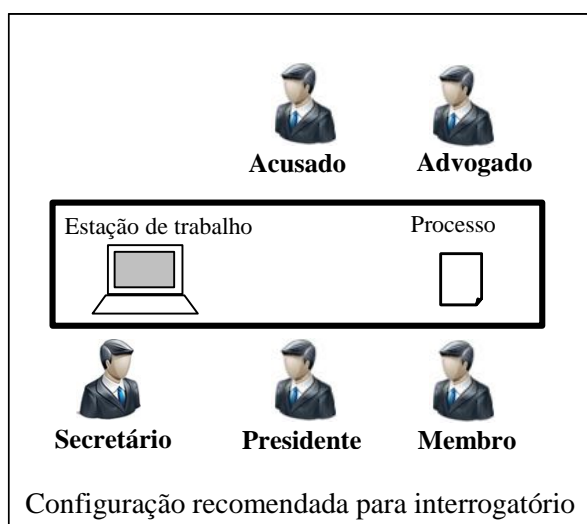 Acusado Advogado
Estação de trabalho Processo
Secretário Presidente Membro
Configuração recomendada para interrogatório